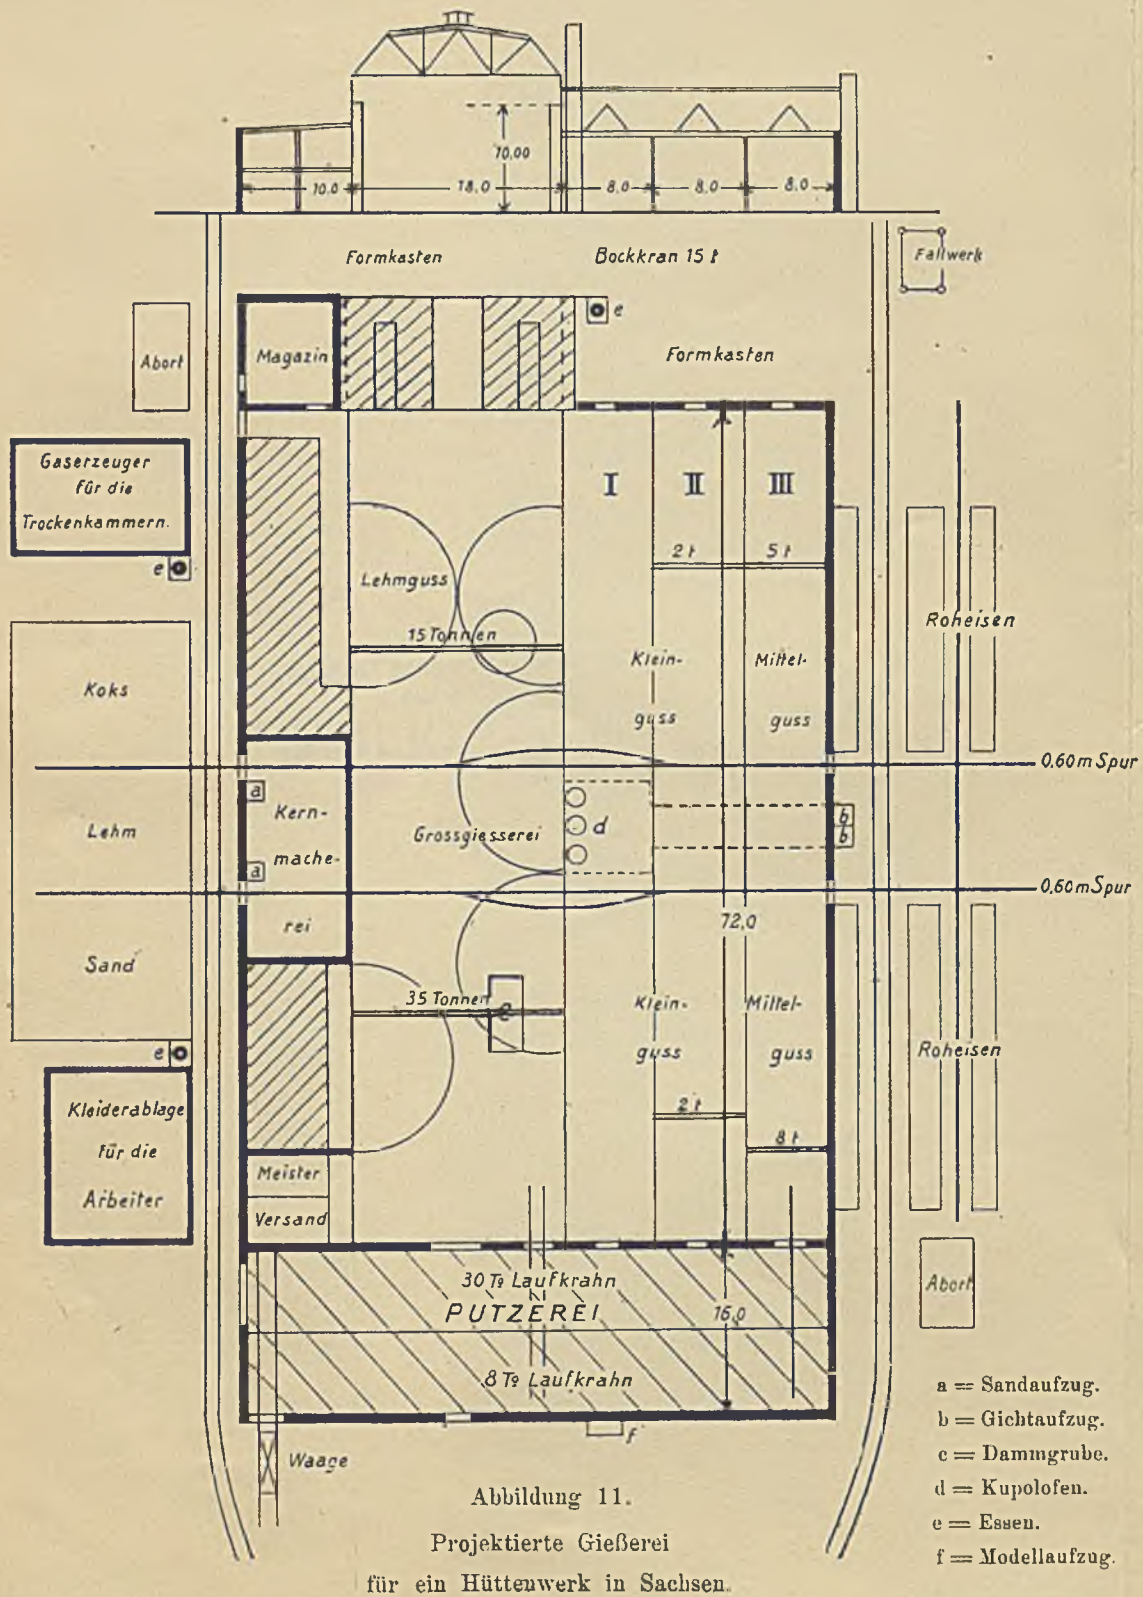 10,00
10,0
18,0
8,0
8,0
8,0
Formkasten
Bockkran 15 t
Fallwerk
Abort
Magazin
e
Formkasten
Gaserzeuger
für die
Trockenkammern.
e
I
II
III
2 t
5 t
Lehmguss
15 Tonnen
Roheisen
Klein-
guss
Mittel-
guss
Koks
0,60 m Spur
a
Kern-
mache-
rei
a
Lehm
Grossgiesserei
d
b
b
0,60 m Spur
72,0
Sand
35 Tonnen
Klein-
guss
Mittel-
guss
Roheisen
e
2 t
8 t
Kleiderablage
für die
Arbeiter
Meister
Versand
30 To Laufkrahn
PUTZEREI
16,0
8 To Laufkrahn
Abort
f
Waage
a = Sandaufzug.
b = Gichtaufzug.
c = Dammgrube.
d = Kupolofen.
e = Essen.
f = Modellaufzug.
Abbildung 11.
Projektierte Gießerei
für ein Hüttenwerk in Sachsen.